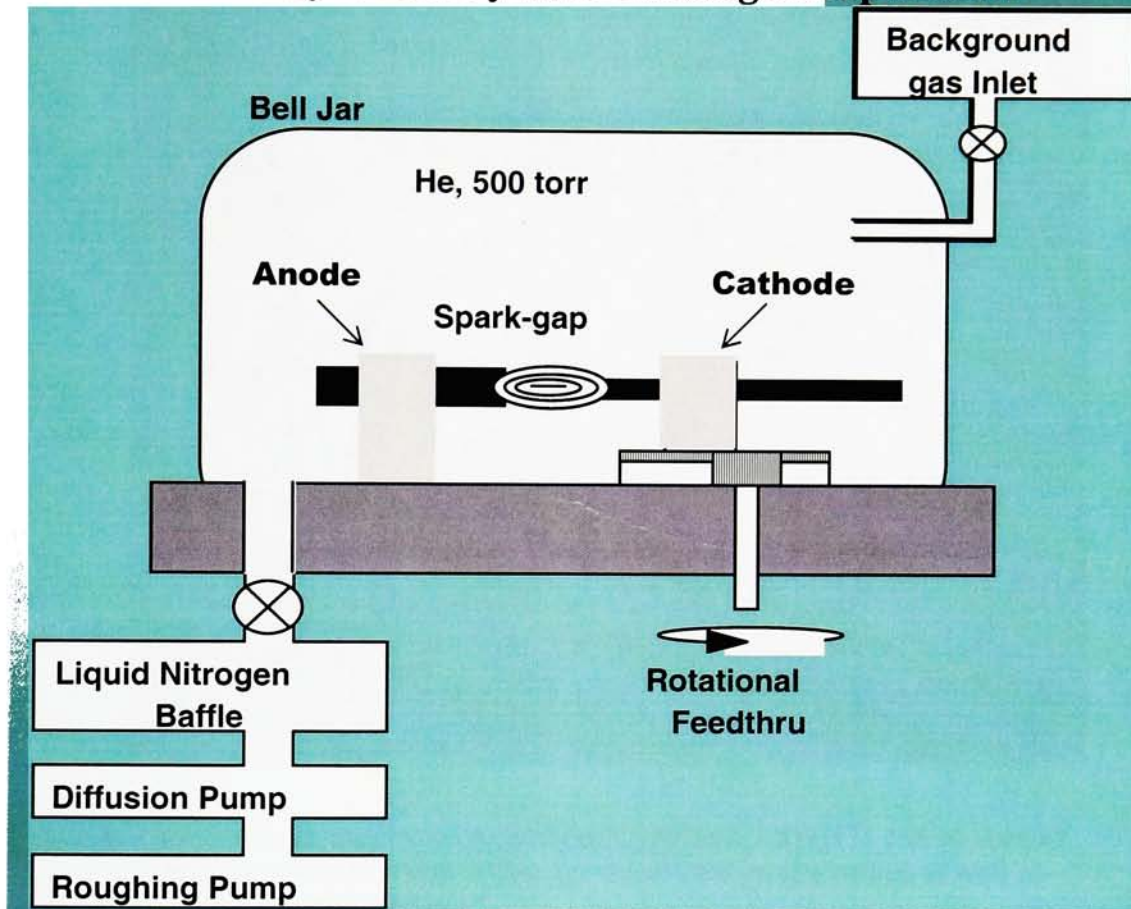 Background
gas Inlet
Bell Jar
He, 500 torr
Anode
Cathode
Spark-gap
Rotational
Feedthru
Liquid Nitrogen
Baffle
Diffusion Pump
Roughing Pump